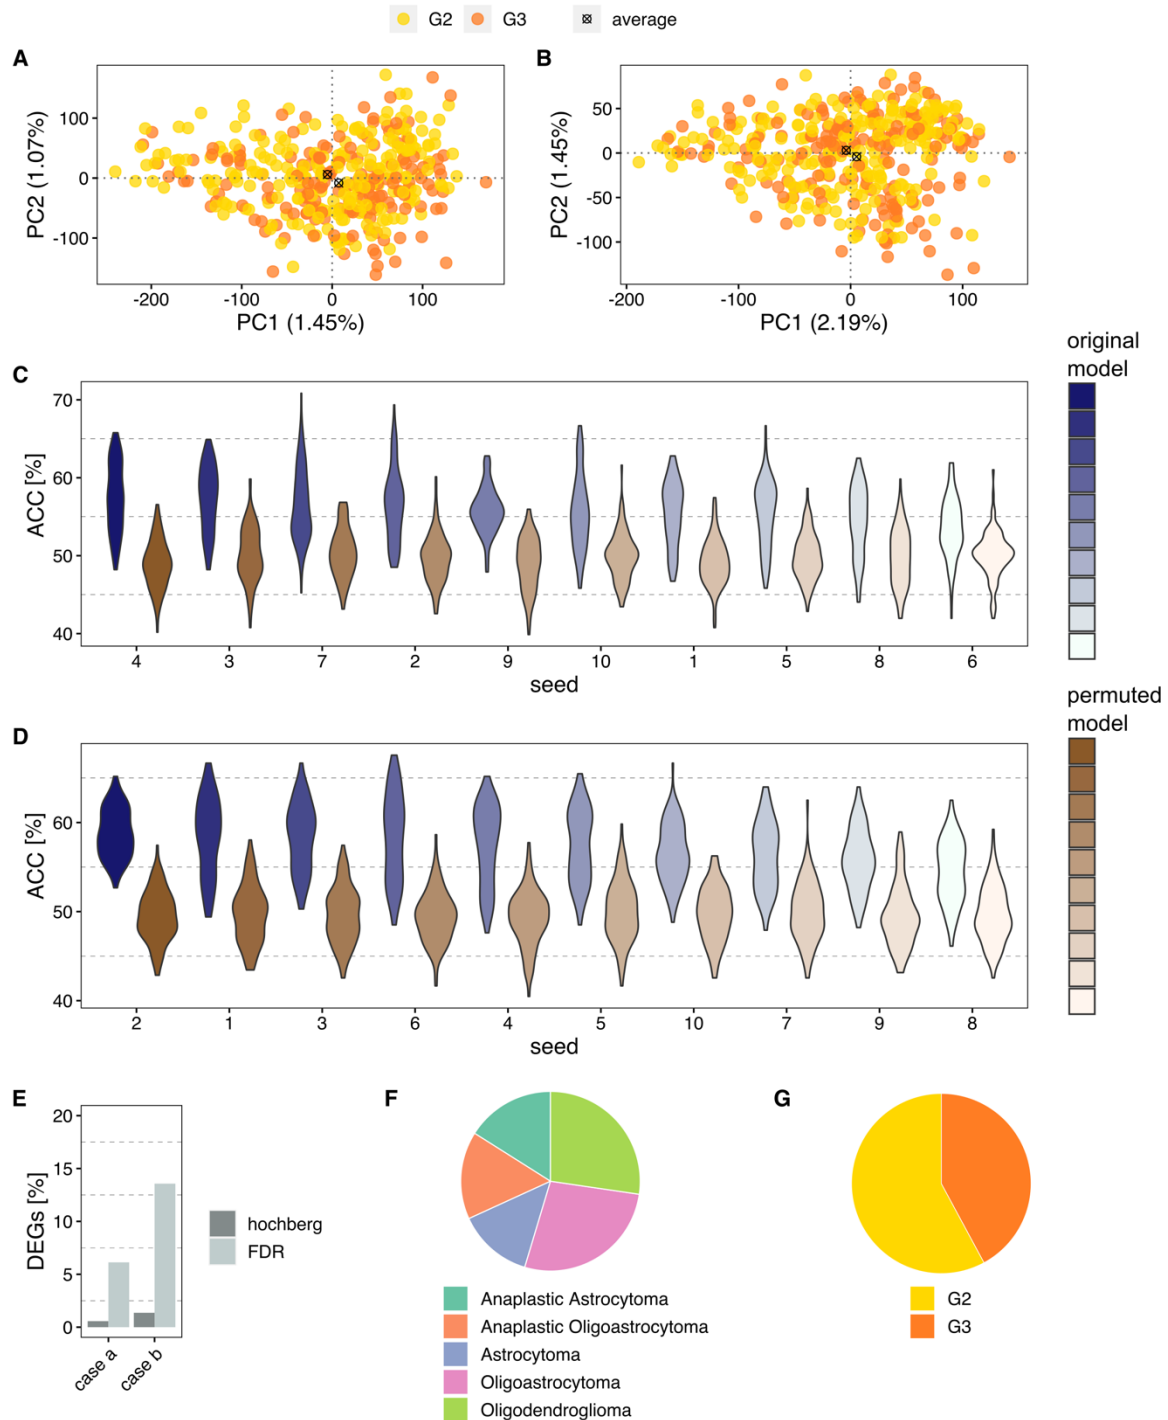 G2 G3 average
A
B
PC2 (1.07%)
100
0
-100
-200 -100 0 100
PC1 (1.45%)
PC2 (1.45%)
50
0
-50
-100
-200 -100 0 100
PC1 (2.19%)
original
model
C
ACC [%]
70
60
50
40
4 3 7 2 9 10 1 5 8 6
seed
permuted
model
D
ACC [%]
60
50
40
2 1 3 6 4 5 10 7 9 8
seed
E
DEGs [%]
20
15
10
5
0
case a case b
hochberg
FDR
F
Anaplastic Astrocytoma
Anaplastic Oligoastrocytoma
Astrocytoma
Oligoastrocytoma
Oligodendroglioma
G
G2
G3